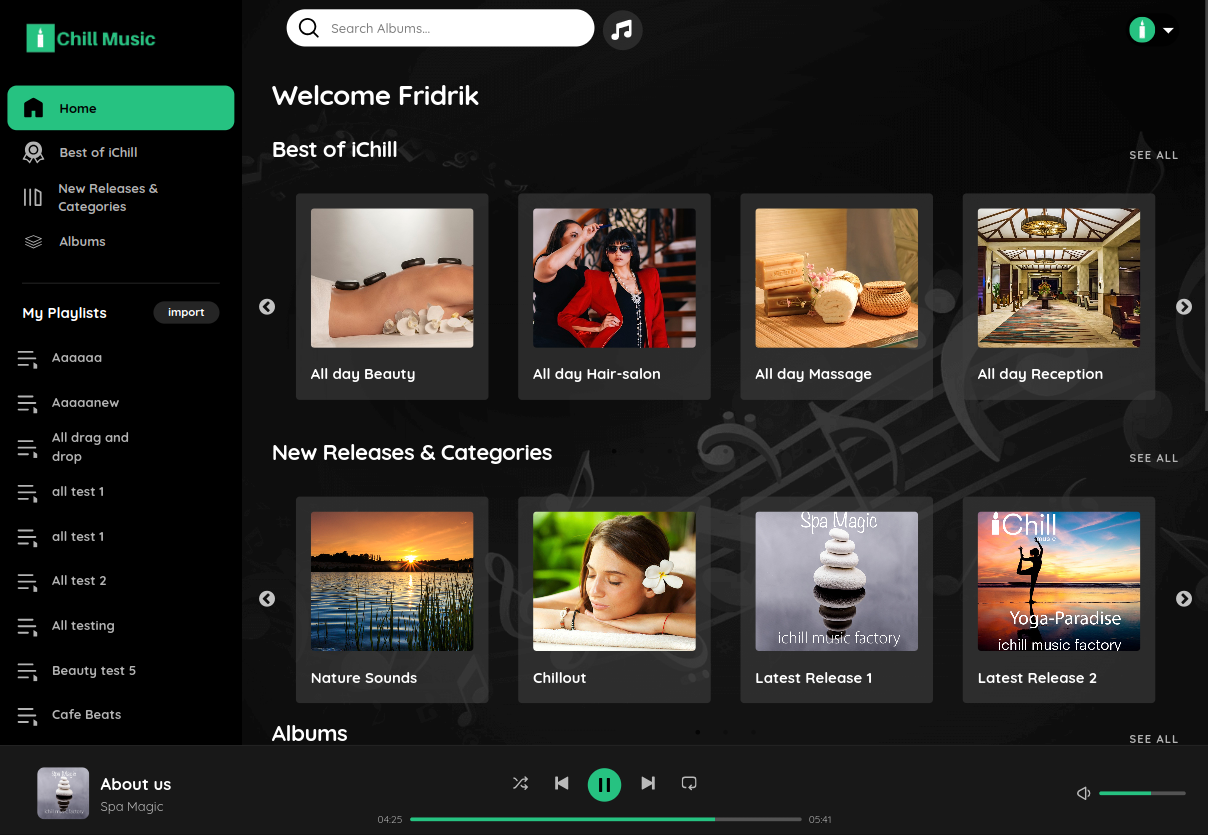 Chill Music
Search Albums...
Home
Best of iChill
New Releases &
Categories
Albums
My Playlists
import
Aaaaaa
Aaaaanew
All drag and
drop
all test 1
all test 1
All test 2
All testing
Beauty test 5
Cafe Beats
Welcome Fridrik
Best of iChill
SEE ALL
All day Beauty
All day Hair-salon
All day Massage
All day Reception
New Releases & Categories
SEE ALL
Spa Magic
ichill music factory
iChill
music
Yoga-Paradise
ichill music factory
Nature Sounds
Chillout
Latest Release 1
Latest Release 2
Albums
SEE ALL
About us
Spa Magic
04:25
05:41